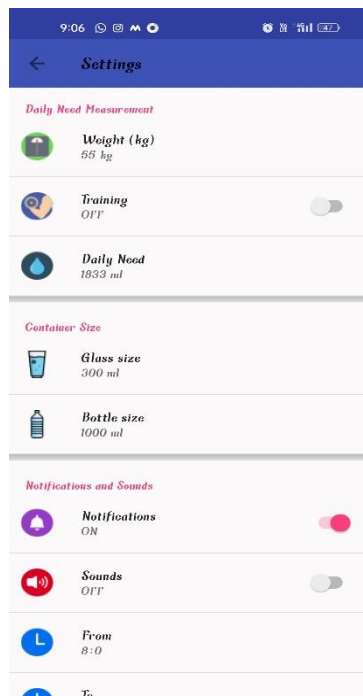 9:06
47
Settings
Daily Need Measurement
Weight (kg)
55 kg
Training
OFF
Daily Need
1833 ml
Container Size
Glass size
300 ml
Bottle size
1000 ml
Notifications and Sounds
Notifications
ON
Sounds
OFF
From
8:0
To